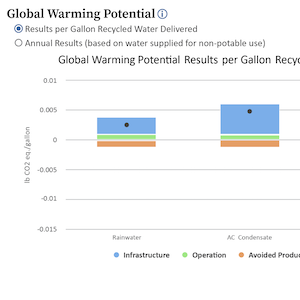 Global Warming Potential
Results per Gallon Recycled Water Delivered
Annual Results (based on water supplied for non-potable use)
Global Warming Potential Results per Gallon Recyc
0.01
0.005
0
-0.005
-0.01
-0.015
lb CO2 eq./gallon
Rainwater
AC Condensate
Infrastructure
Operation
Avoided Produc